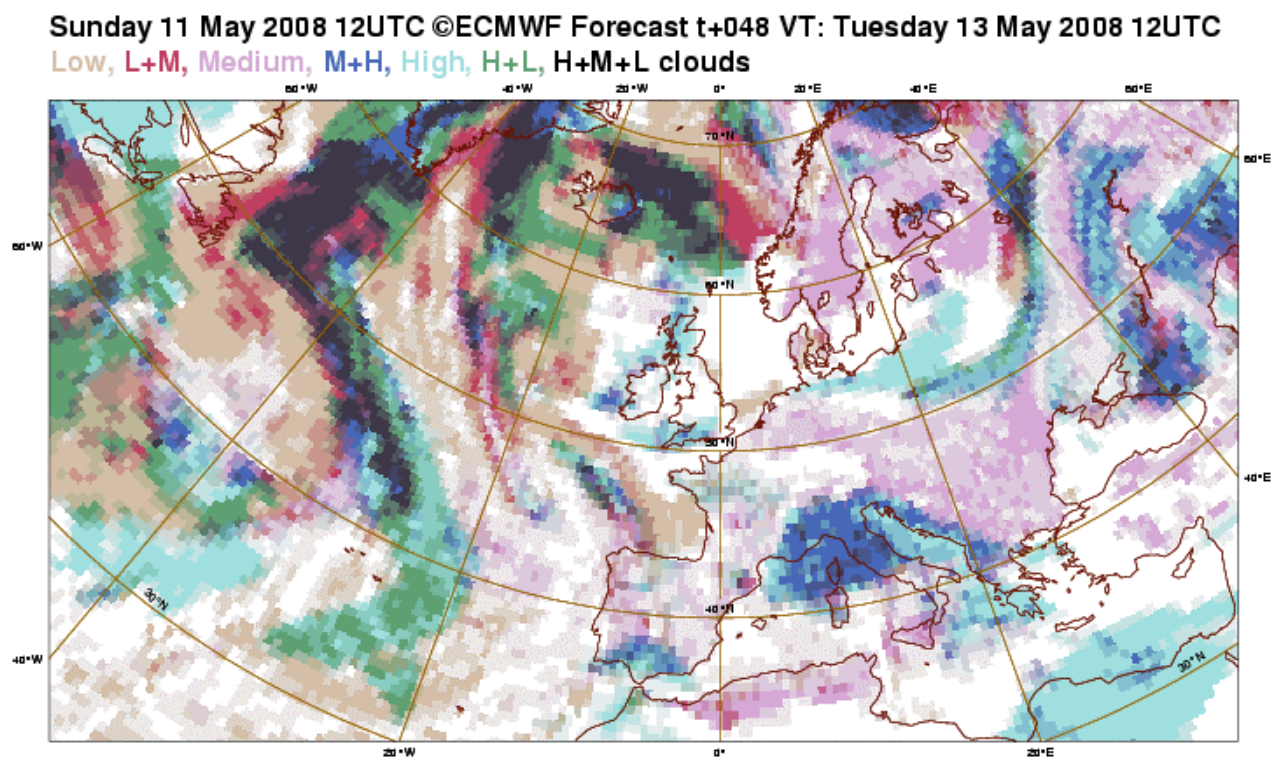 Sunday 11 May 2008 12UTC ©ECMWF Forecast t+048 VT: Tuesday 13 May 2008 12UTC
Low, L+M, Medium, M+H, High, H+L, H+M+L clouds
60°W 40°W 20°W 0° 20°E 40°E 60°E
70°N
60°E
60°W
60°N
50°N
40°E
30°N
40°N
40°W
30°N
20°W 0° 20°E